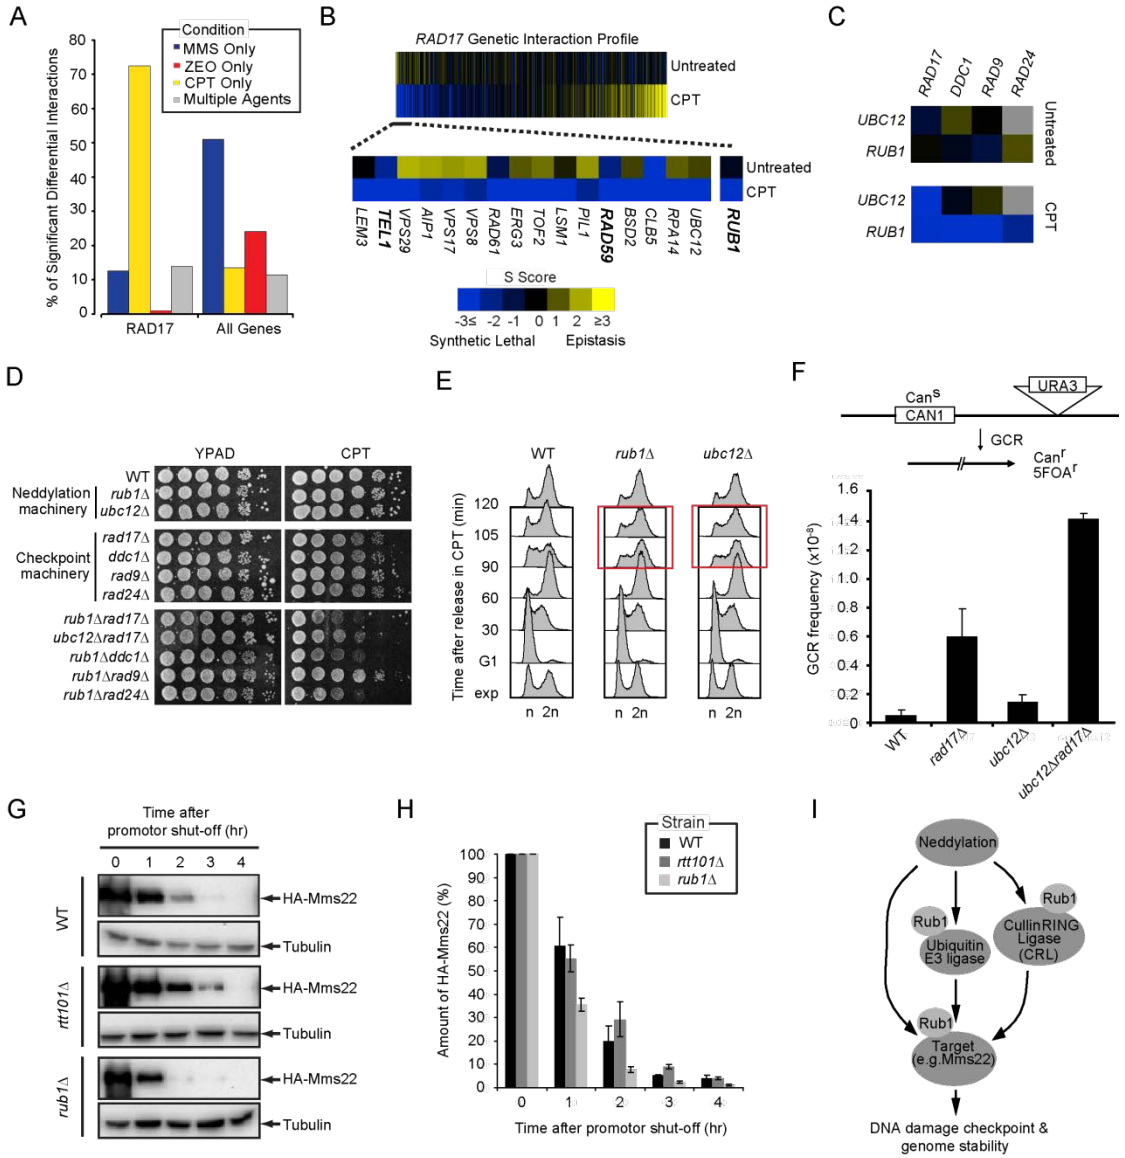 A
Condition
MMS Only
ZEO Only
CPT Only
Multiple Agents
% of Significant Differential Interactions
80
70
60
50
40
30
20
10
0
RAD17
All Genes
B
RAD17 Genetic Interaction Profile
Untreated
CPT
Untreated
CPT
LEM3
TEL1
VPS29
AIP1
VPS17
VPS8
RAD61
ERG3
TOF2
LSM1
PIL1
RAD59
BSD2
CLB5
RPA14
UBC12
RUB1
S Score
-3≤ -2 -1 0 1 2 ≥3
Synthetic Lethal Epistasis
C
RAD17
DDC1
RAD9
RAD24
UBC12
RUB1
Untreated
UBC12
RUB1
CPT
D
YPAD CPT
WT
Neddylation machinery
rub1Δ
ubc12Δ
Checkpoint machinery
rad17Δ
ddc1Δ
rad9Δ
rad24Δ
rub1Δrad17Δ
ubc12Δrad17Δ
rub1Δddc1Δ
rub1Δrad9Δ
rub1Δrad24Δ
E
WT rub1Δ ubc12Δ
Time after release in CPT (min)
120
105
90
60
30
G1
exp
n 2n n 2n n 2n
F
URA3
Canˢ
CAN1
GCR
Canʳ
5FOAʳ
GCR frequency (x10⁻⁸)
1.6
1.4
1.2
1.0
0.8
0.6
0.4
0.2
0
WT
rad17Δ
ubc12Δ
ubc12Δrad17Δ
G
Time after
promotor shut-off (hr)
0 1 2 3 4
WT
HA-Mms22
Tubulin
rtt101Δ
HA-Mms22
Tubulin
rub1Δ
HA-Mms22
Tubulin
H
Strain
WT
rtt101Δ
rub1Δ
Amount of HA-Mms22 (%)
100
90
80
70
60
50
40
30
20
10
0
0 1 2 3 4
Time after promotor shut-off (hr)
I
Neddylation
Rub1
Ubiquitin
E3 ligase
Rub1
CullinRING
Ligase
(CRL)
Rub1
Target
(e.g.Mms22)
DNA damage checkpoint &
genome stability